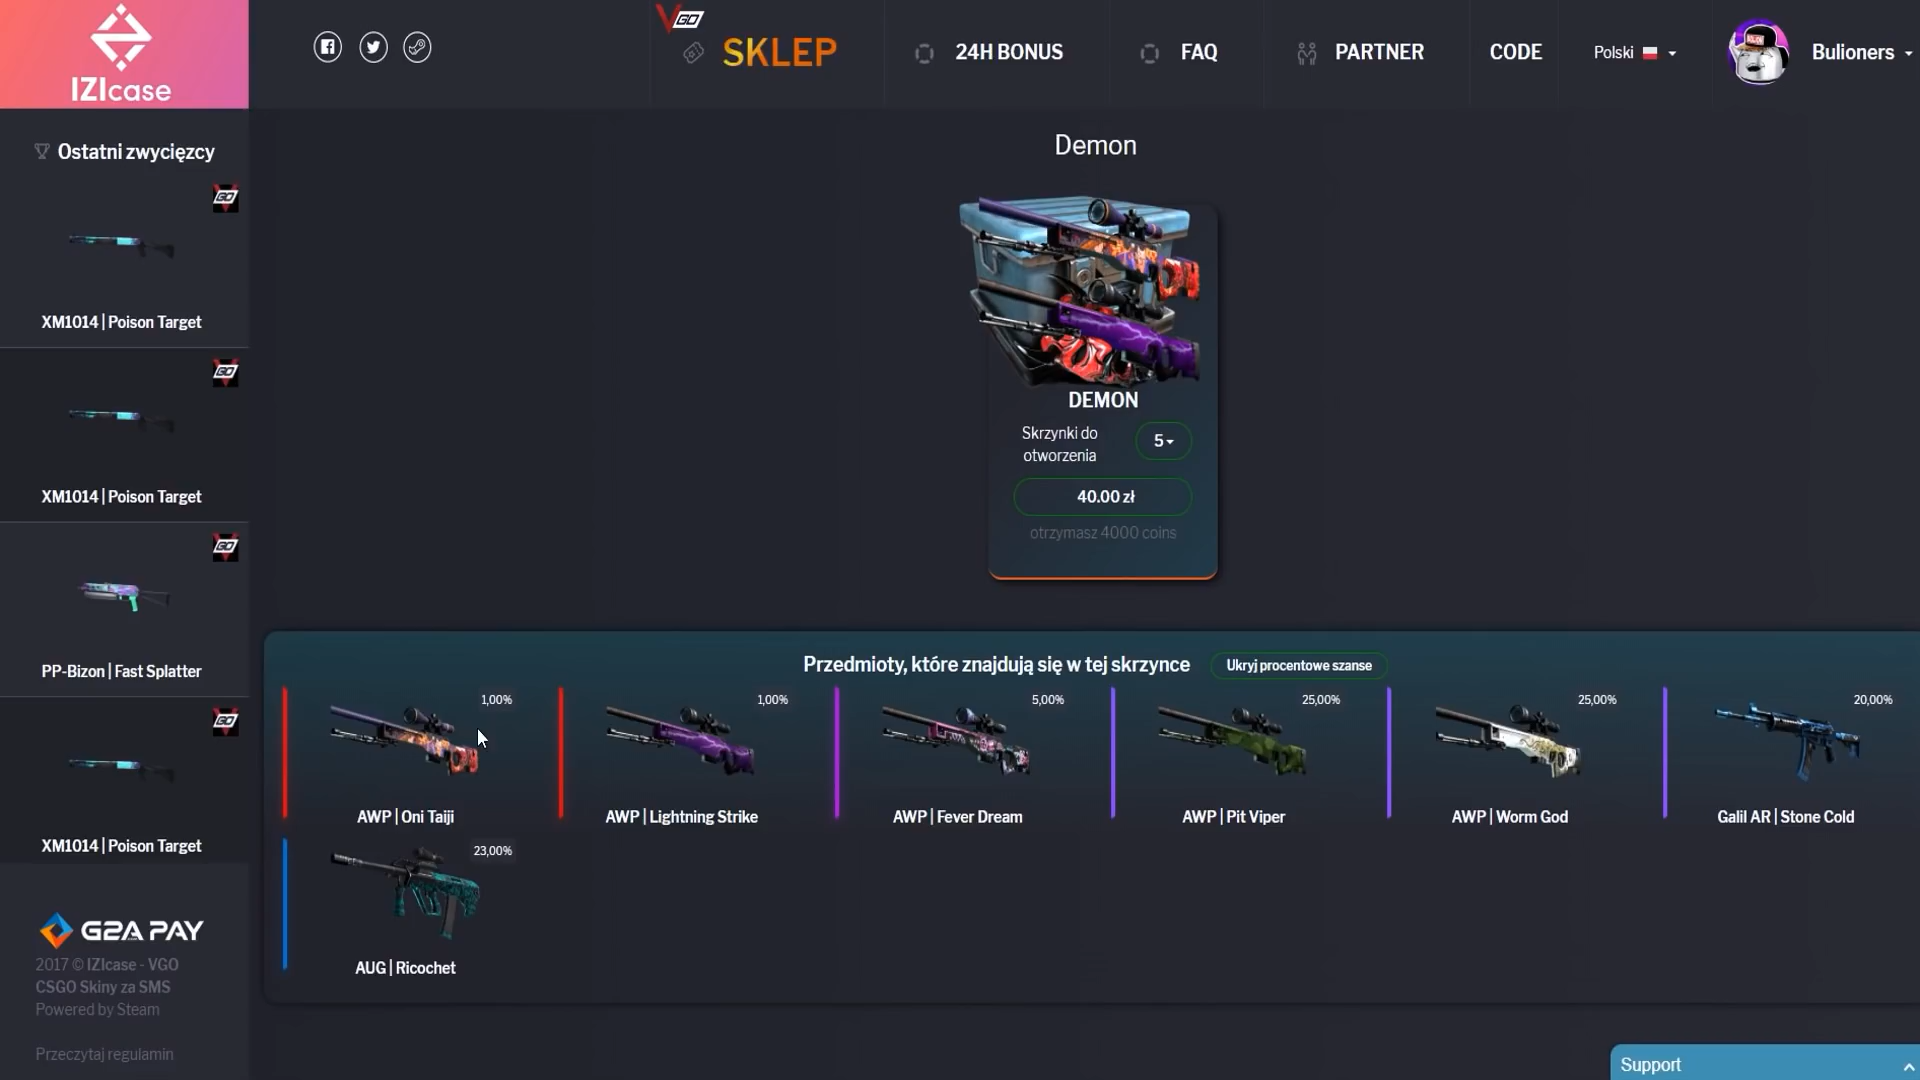 IZIcase
GO
SKLEP
24H BONUS
FAQ
PARTNER
CODE
Polski
Bulioners
Ostatni zwycięzcy
GO
XM1014 | Poison Target
GO
XM1014 | Poison Target
GO
PP-Bizon | Fast Splatter
GO
XM1014 | Poison Target
G2A PAY
2017 © IZIcase - VGO
CSGO Skiny za SMS
Powered by Steam
Przeczytaj regulamin
Demon
DEMON
Skrzynki do
otworzenia
5
40.00 zł
otrzymasz 4000 coins
Przedmioty, które znajdują się w tej skrzynce
Ukryj procentowe szanse
1,00%
AWP | Oni Taiji
1,00%
AWP | Lightning Strike
5,00%
AWP | Fever Dream
25,00%
AWP | Pit Viper
25,00%
AWP | Worm God
20,00%
Galil AR | Stone Cold
23,00%
AUG | Ricochet
Support